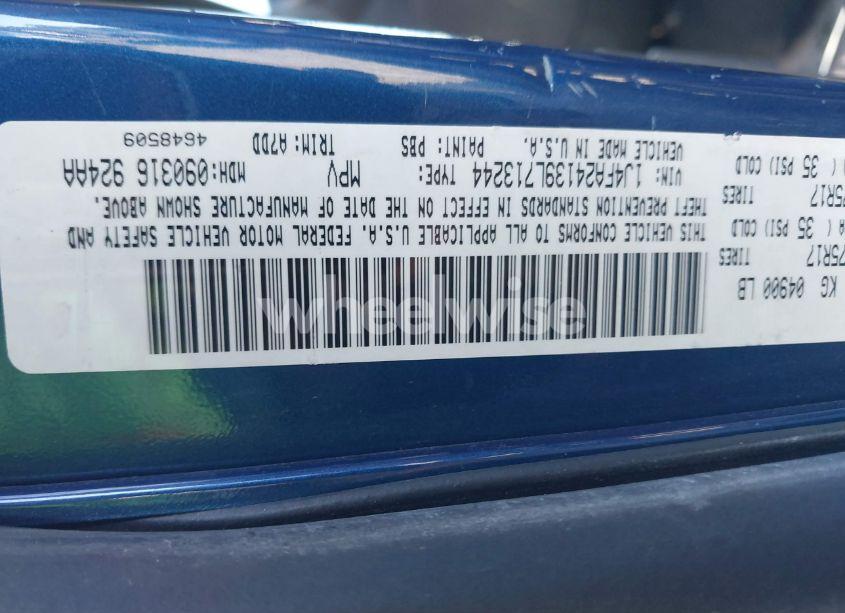 KG 04900 LB
75R17 TIRES
A ( 35 PSI) COLD
75R17 TIRES
A ( 35 PSI) COLD
THIS VEHICLE CONFORMS TO ALL APPLICABLE U.S.A. FEDERAL MOTOR VEHICLE SAFETY AND
THEFT PREVENTION STANDARDS IN EFFECT ON THE DATE OF MANUFACTURE SHOWN ABOVE.
VIN: 1J4FA24139L713244 TYPE: MPV MDH:090316 924AA
VEHICLE MADE IN U.S.A. PAINT: PBS TRIM: A7DD 4648509
wheelwise